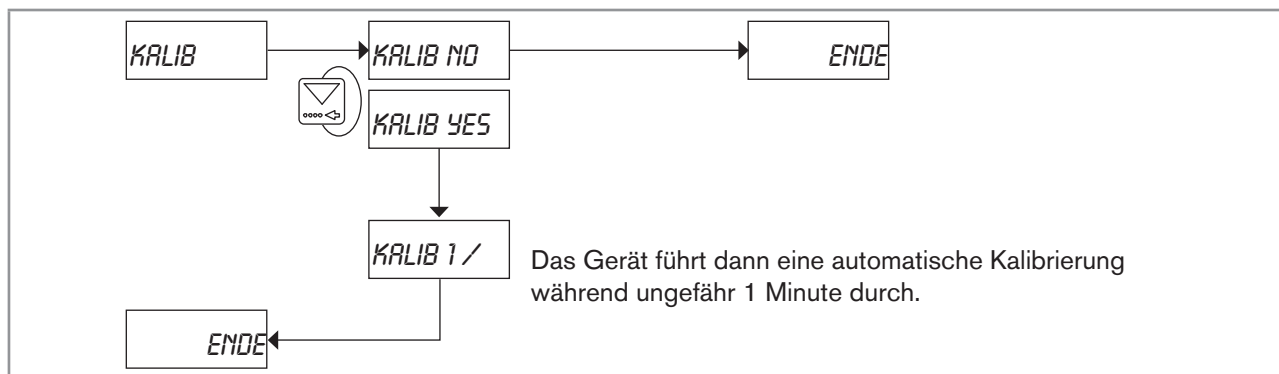 KALIB
KALIB NO
ENDE
KALIB YES
KALIB 1 /
Das Gerät führt dann eine automatische Kalibrierung
während ungefähr 1 Minute durch.
ENDE